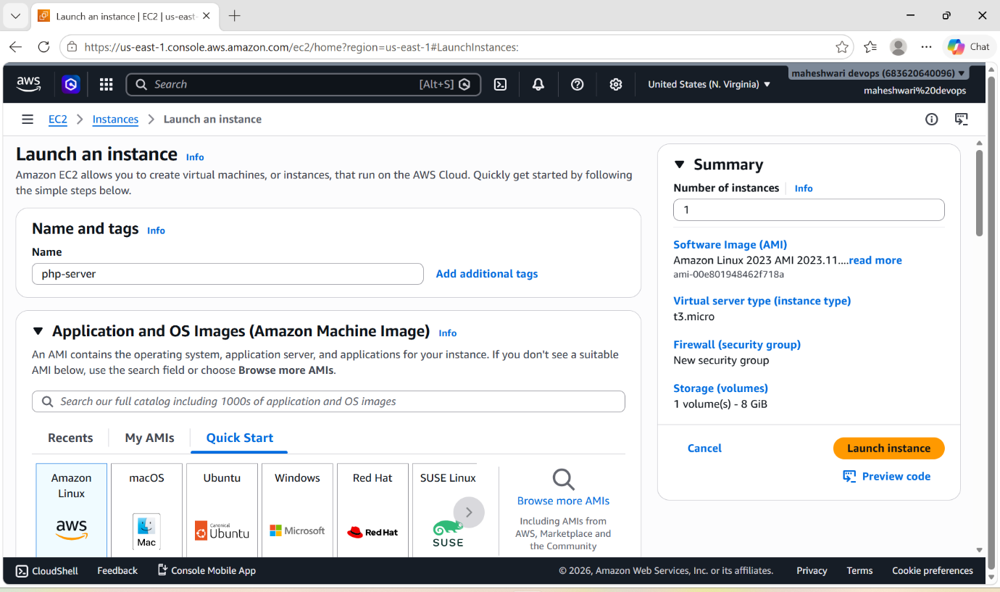 Launch an instance | EC2 | us-east-
https://us-east-1.console.aws.amazon.com/ec2/home?region=us-east-1#LaunchInstances:
Chat
aws
Search
[Alt+S]
United States (N. Virginia)
maheshwari devops (683620640096)
maheshwari%20devops
EC2
Instances
Launch an instance
Launch an instance
Info
Amazon EC2 allows you to create virtual machines, or instances, that run on the AWS Cloud. Quickly get started by following
the simple steps below.
Name and tags
Info
Name
php-server
Add additional tags
Application and OS Images (Amazon Machine Image)
Info
An AMI contains the operating system, application server, and applications for your instance. If you don't see a suitable
AMI below, use the search field or choose Browse more AMIs.
Search our full catalog including 1000s of application and OS images
Recents
My AMIs
Quick Start
Amazon
Linux
aws
macOS
Mac
Ubuntu
Canonical
Ubuntu
Windows
Microsoft
Red Hat
Red Hat
SUSE Linux
SUSE
Browse more AMIs
Including AMIs from
AWS, Marketplace and
the Community
Summary
Number of instances
Info
1
Software Image (AMI)
Amazon Linux 2023 AMI 2023.11....read more
ami-00e801948462f718a
Virtual server type (instance type)
t3.micro
Firewall (security group)
New security group
Storage (volumes)
1 volume(s) - 8 GiB
Cancel
Launch instance
Preview code
CloudShell
Feedback
Console Mobile App
© 2026, Amazon Web Services, Inc. or its affiliates.
Privacy
Terms
Cookie preferences